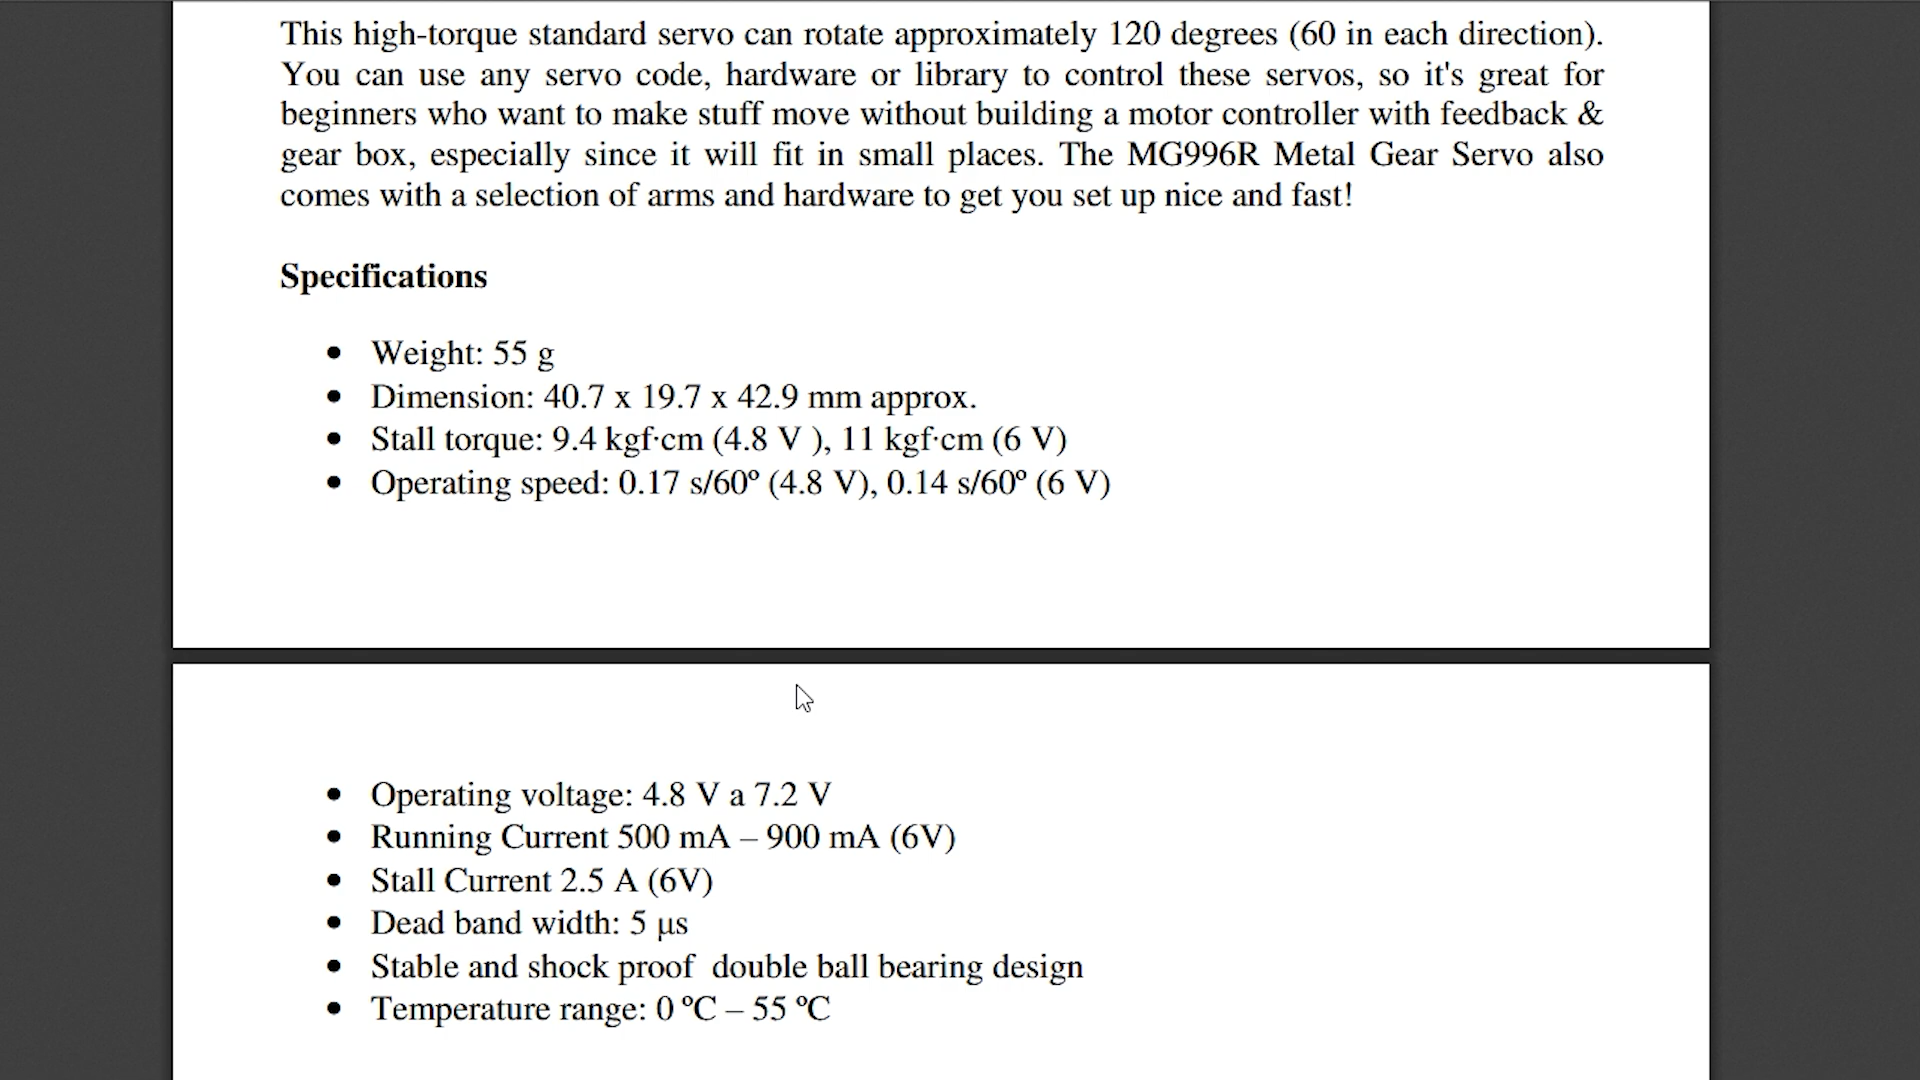 This high-torque standard servo can rotate approximately 120 degrees (60 in each direction).
You can use any servo code, hardware or library to control these servos, so it's great for
beginners who want to make stuff move without building a motor controller with feedback &
gear box, especially since it will fit in small places. The MG996R Metal Gear Servo also
comes with a selection of arms and hardware to get you set up nice and fast!
Specifications
• Weight: 55 g
• Dimension: 40.7 x 19.7 x 42.9 mm approx.
• Stall torque: 9.4 kgf·cm (4.8 V ), 11 kgf·cm (6 V)
• Operating speed: 0.17 s/60º (4.8 V), 0.14 s/60º (6 V)
• Operating voltage: 4.8 V a 7.2 V
• Running Current 500 mA – 900 mA (6V)
• Stall Current 2.5 A (6V)
• Dead band width: 5 µs
• Stable and shock proof  double ball bearing design
• Temperature range: 0 ºC – 55 ºC